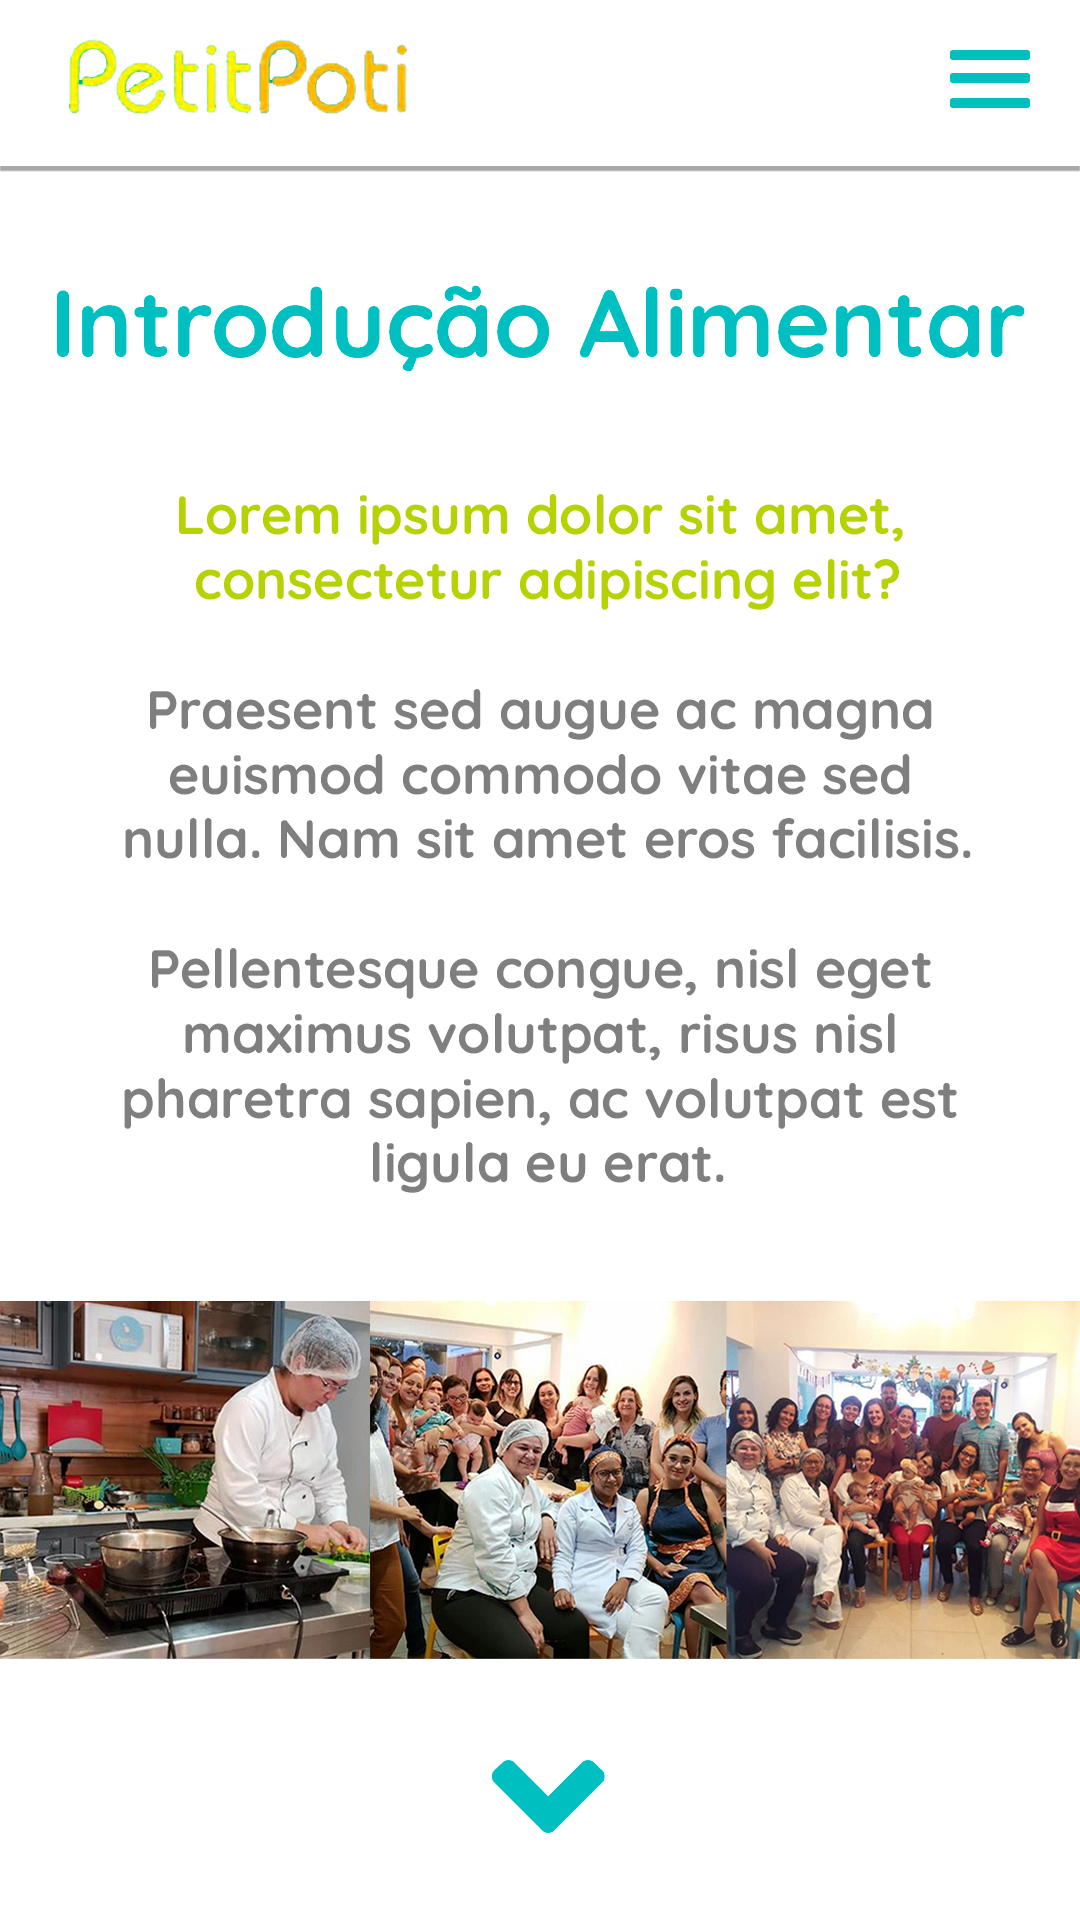 PetitPoti
Introdução Alimentar
Lorem ipsum dolor sit amet,
consectetur adipiscing elit?
Praesent sed augue ac magna
euismod commodo vitae sed
nulla. Nam sit amet eros facilisis.
Pellentesque congue, nisl eget
maximus volutpat, risus nisl
pharetra sapien, ac volutpat est
ligula eu erat.